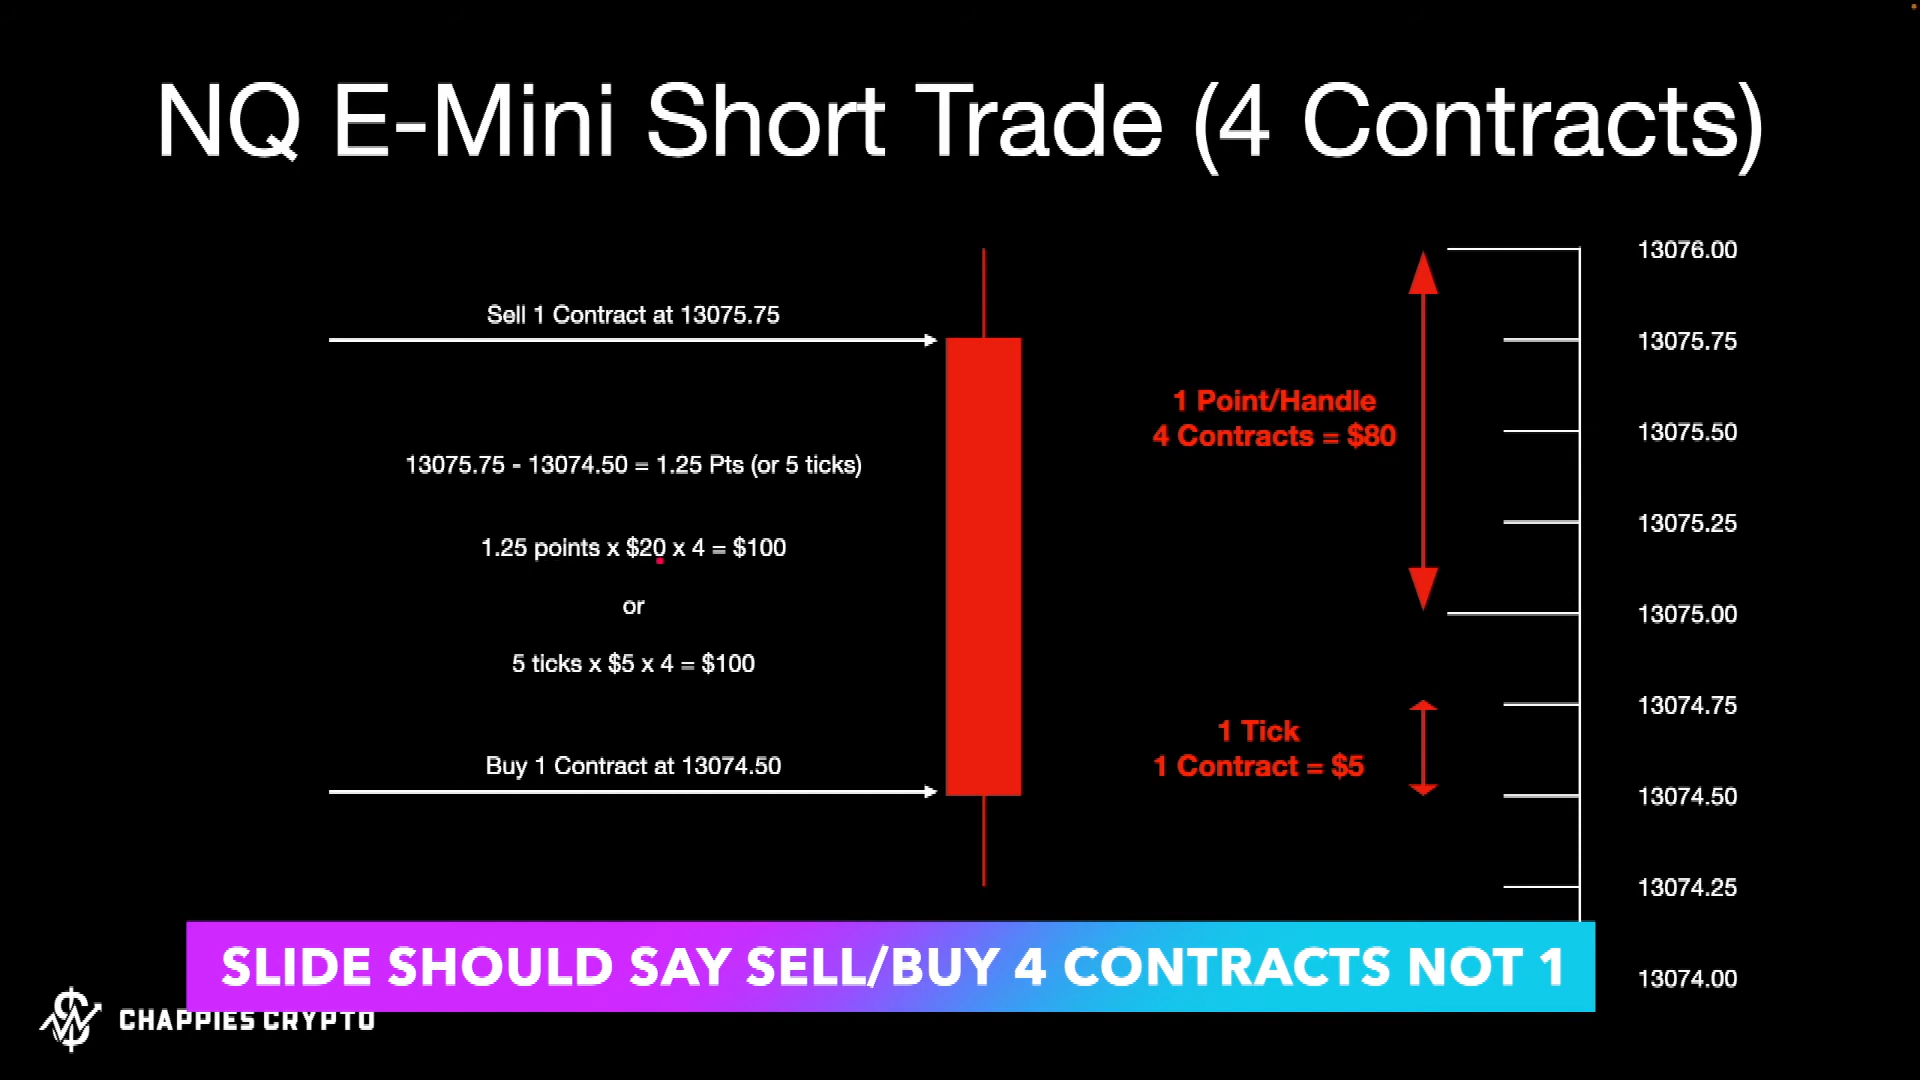 NQ E-Mini Short Trade (4 Contracts)
Sell 1 Contract at 13075.75
13075.75 - 13074.50 = 1.25 Pts (or 5 ticks)
1.25 points x $20 x 4 = $100
or
5 ticks x $5 x 4 = $100
Buy 1 Contract at 13074.50
1 Point/Handle
4 Contracts = $80
1 Tick
1 Contract = $5
13076.00
13075.75
13075.50
13075.25
13075.00
13074.75
13074.50
13074.25
13074.00
SLIDE SHOULD SAY SELL/BUY 4 CONTRACTS NOT 1
CHAPPIES CRYPTO